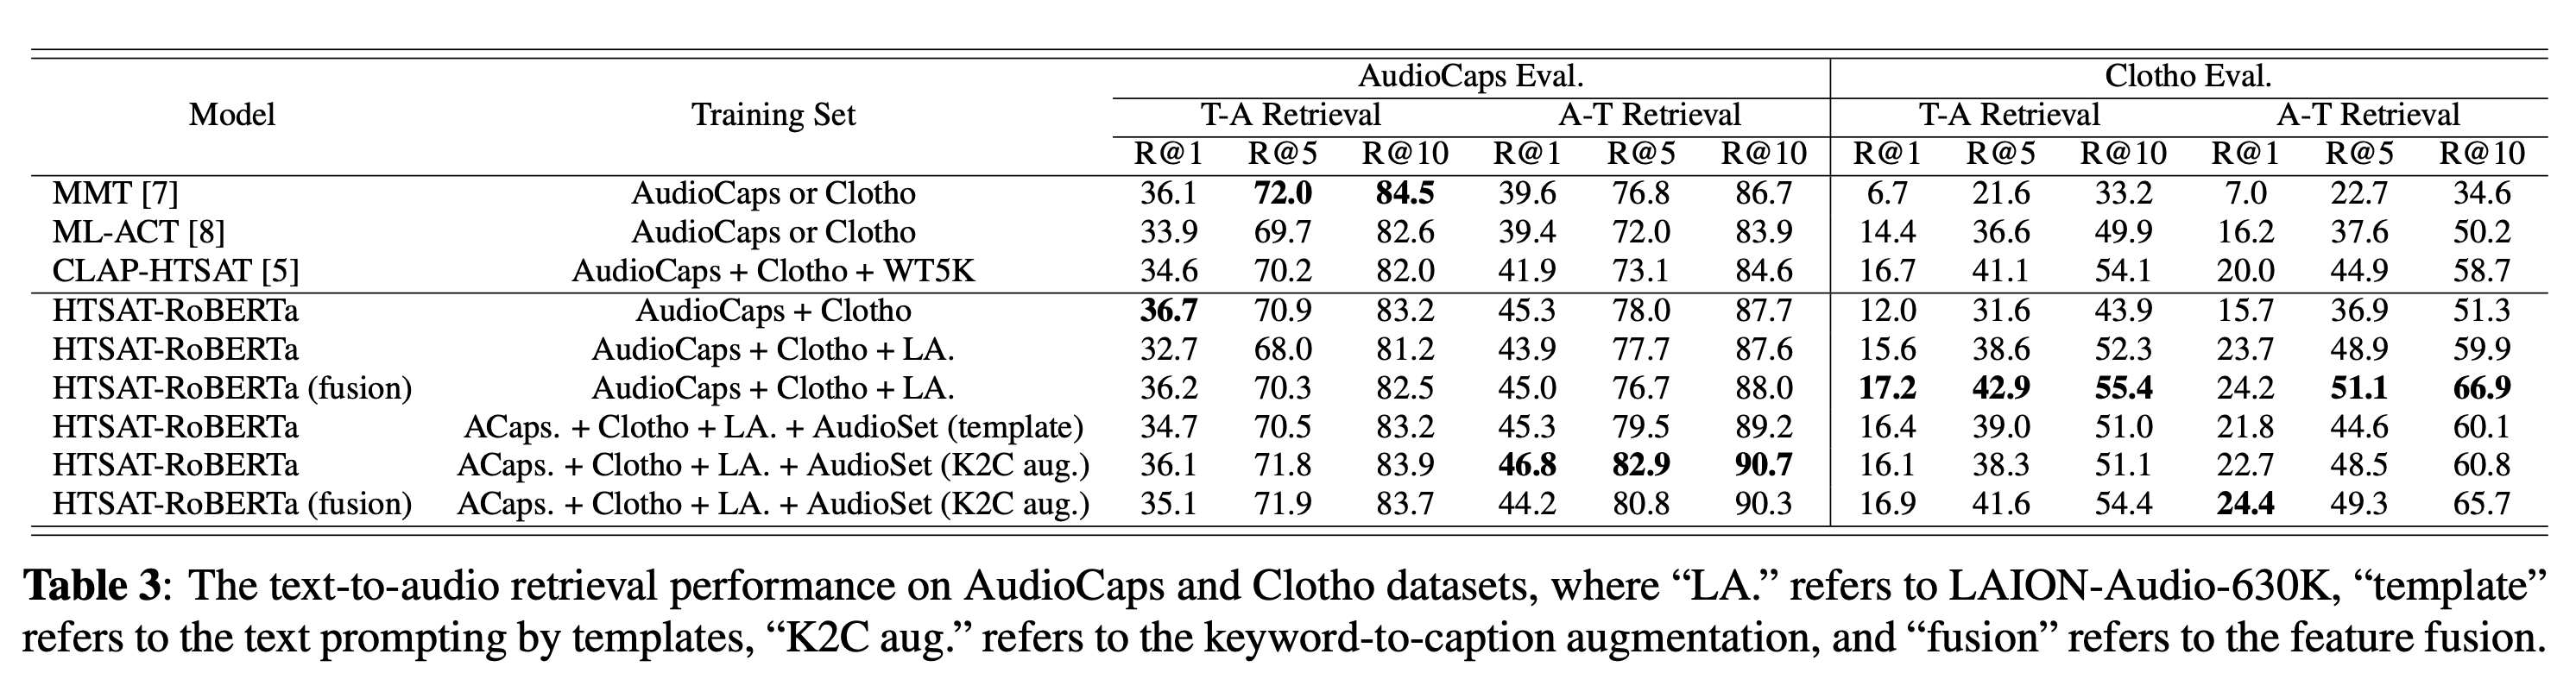 AudioCaps Eval. Clotho Eval.
Model Training Set T-A Retrieval A-T Retrieval T-A Retrieval A-T Retrieval
R@1 R@5 R@10 R@1 R@5 R@10 R@1 R@5 R@10 R@1 R@5 R@10
MMT [7] AudioCaps or Clotho 36.1 72.0 84.5 39.6 76.8 86.7 6.7 21.6 33.2 7.0 22.7 34.6
ML-ACT [8] AudioCaps or Clotho 33.9 69.7 82.6 39.4 72.0 83.9 14.4 36.6 49.9 16.2 37.6 50.2
CLAP-HTSAT [5] AudioCaps + Clotho + WT5K 34.6 70.2 82.0 41.9 73.1 84.6 16.7 41.1 54.1 20.0 44.9 58.7
HTSAT-RoBERTa AudioCaps + Clotho 36.7 70.9 83.2 45.3 78.0 87.7 12.0 31.6 43.9 15.7 36.9 51.3
HTSAT-RoBERTa AudioCaps + Clotho + LA. 32.7 68.0 81.2 43.9 77.7 87.6 15.6 38.6 52.3 23.7 48.9 59.9
HTSAT-RoBERTa (fusion) AudioCaps + Clotho + LA. 36.2 70.3 82.5 45.0 76.7 88.0 17.2 42.9 55.4 24.2 51.1 66.9
HTSAT-RoBERTa ACaps. + Clotho + LA. + AudioSet (template) 34.7 70.5 83.2 45.3 79.5 89.2 16.4 39.0 51.0 21.8 44.6 60.1
HTSAT-RoBERTa ACaps. + Clotho + LA. + AudioSet (K2C aug.) 36.1 71.8 83.9 46.8 82.9 90.7 16.1 38.3 51.1 22.7 48.5 60.8
HTSAT-RoBERTa (fusion) ACaps. + Clotho + LA. + AudioSet (K2C aug.) 35.1 71.9 83.7 44.2 80.8 90.3 16.9 41.6 54.4 24.4 49.3 65.7
Table 3: The text-to-audio retrieval performance on AudioCaps and Clotho datasets, where “LA.” refers to LAION-Audio-630K, “template”
refers to the text prompting by templates, “K2C aug.” refers to the keyword-to-caption augmentation, and “fusion” refers to the feature fusion.